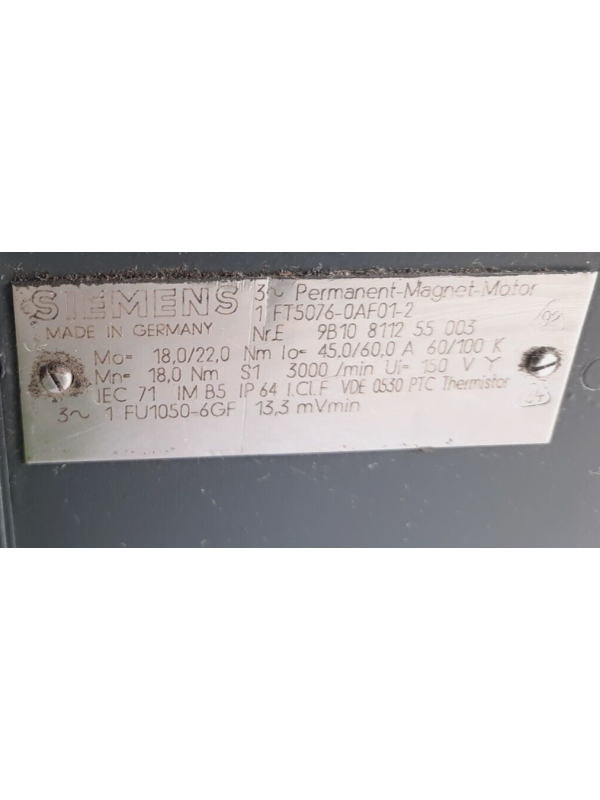 SIEMENS
3~ Permanent-Magnet-Motor
1 FT5076-0AF01-2
MADE IN GERMANY
Nr.E 9B10 8112 55 003
Mo= 18,0/22,0 Nm Io= 45,0/60,0 A 60/100 K
Mn= 18,0 Nm S1 3000 /min Ui= 150 V Y
IEC 71 IM B5 IP 64 I.Cl.F VDE 0530 PTC Thermistor
3~ 1 FU1050-6GF 13,3 mVmin